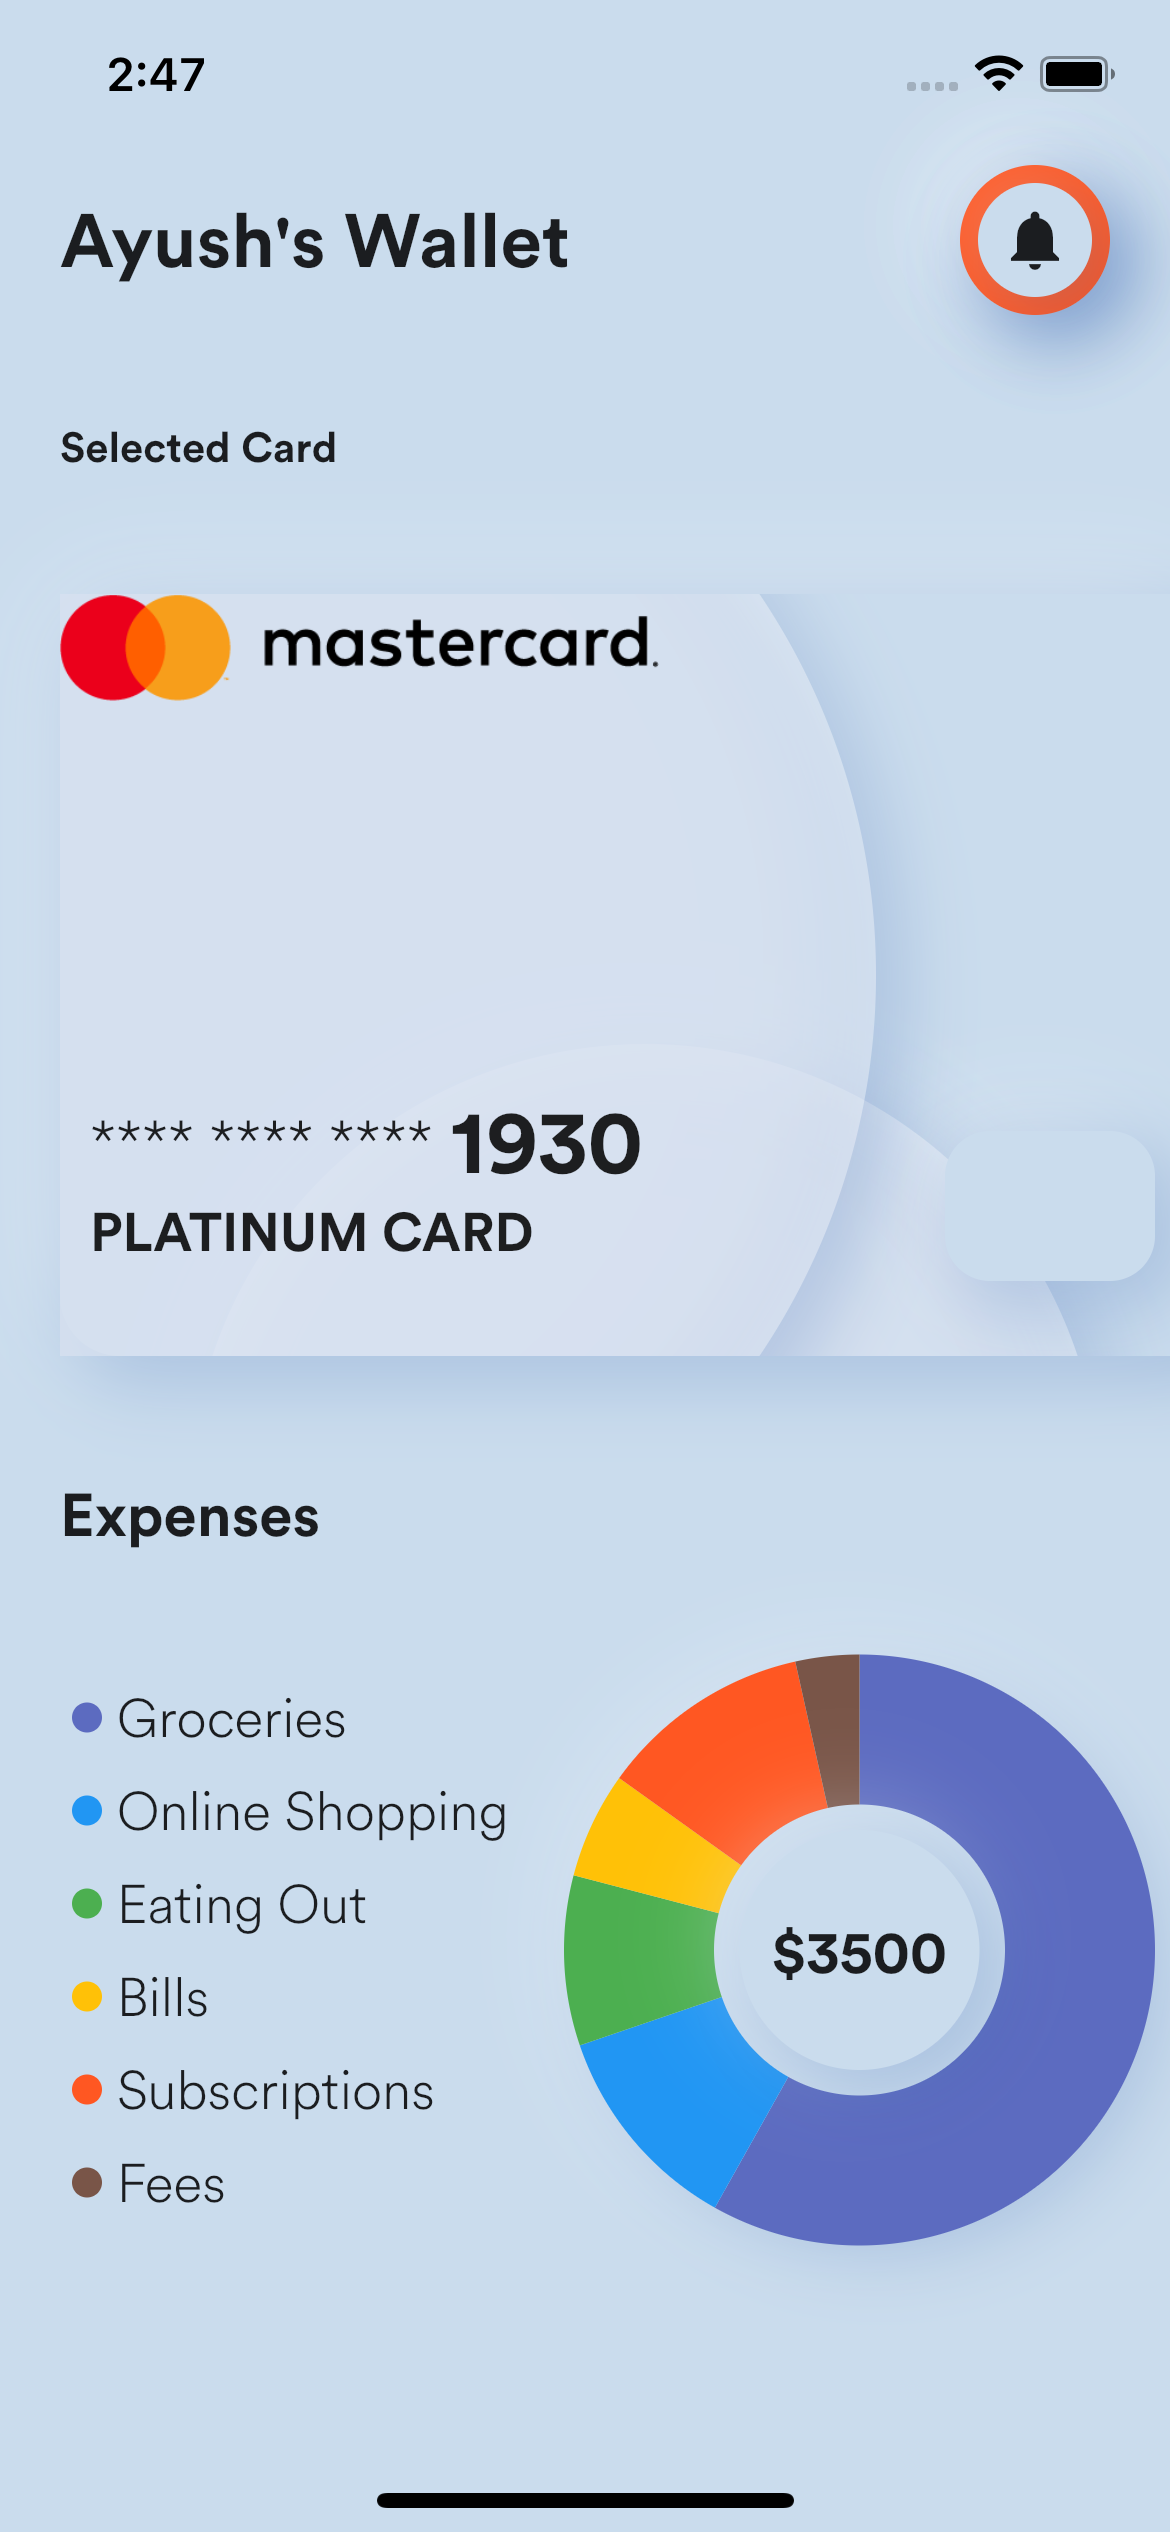 2:47
Ayush's Wallet
Selected Card
mastercard.
**** **** **** 1930
PLATINUM CARD
Expenses
Groceries
Online Shopping
Eating Out
Bills
Subscriptions
Fees
$3500